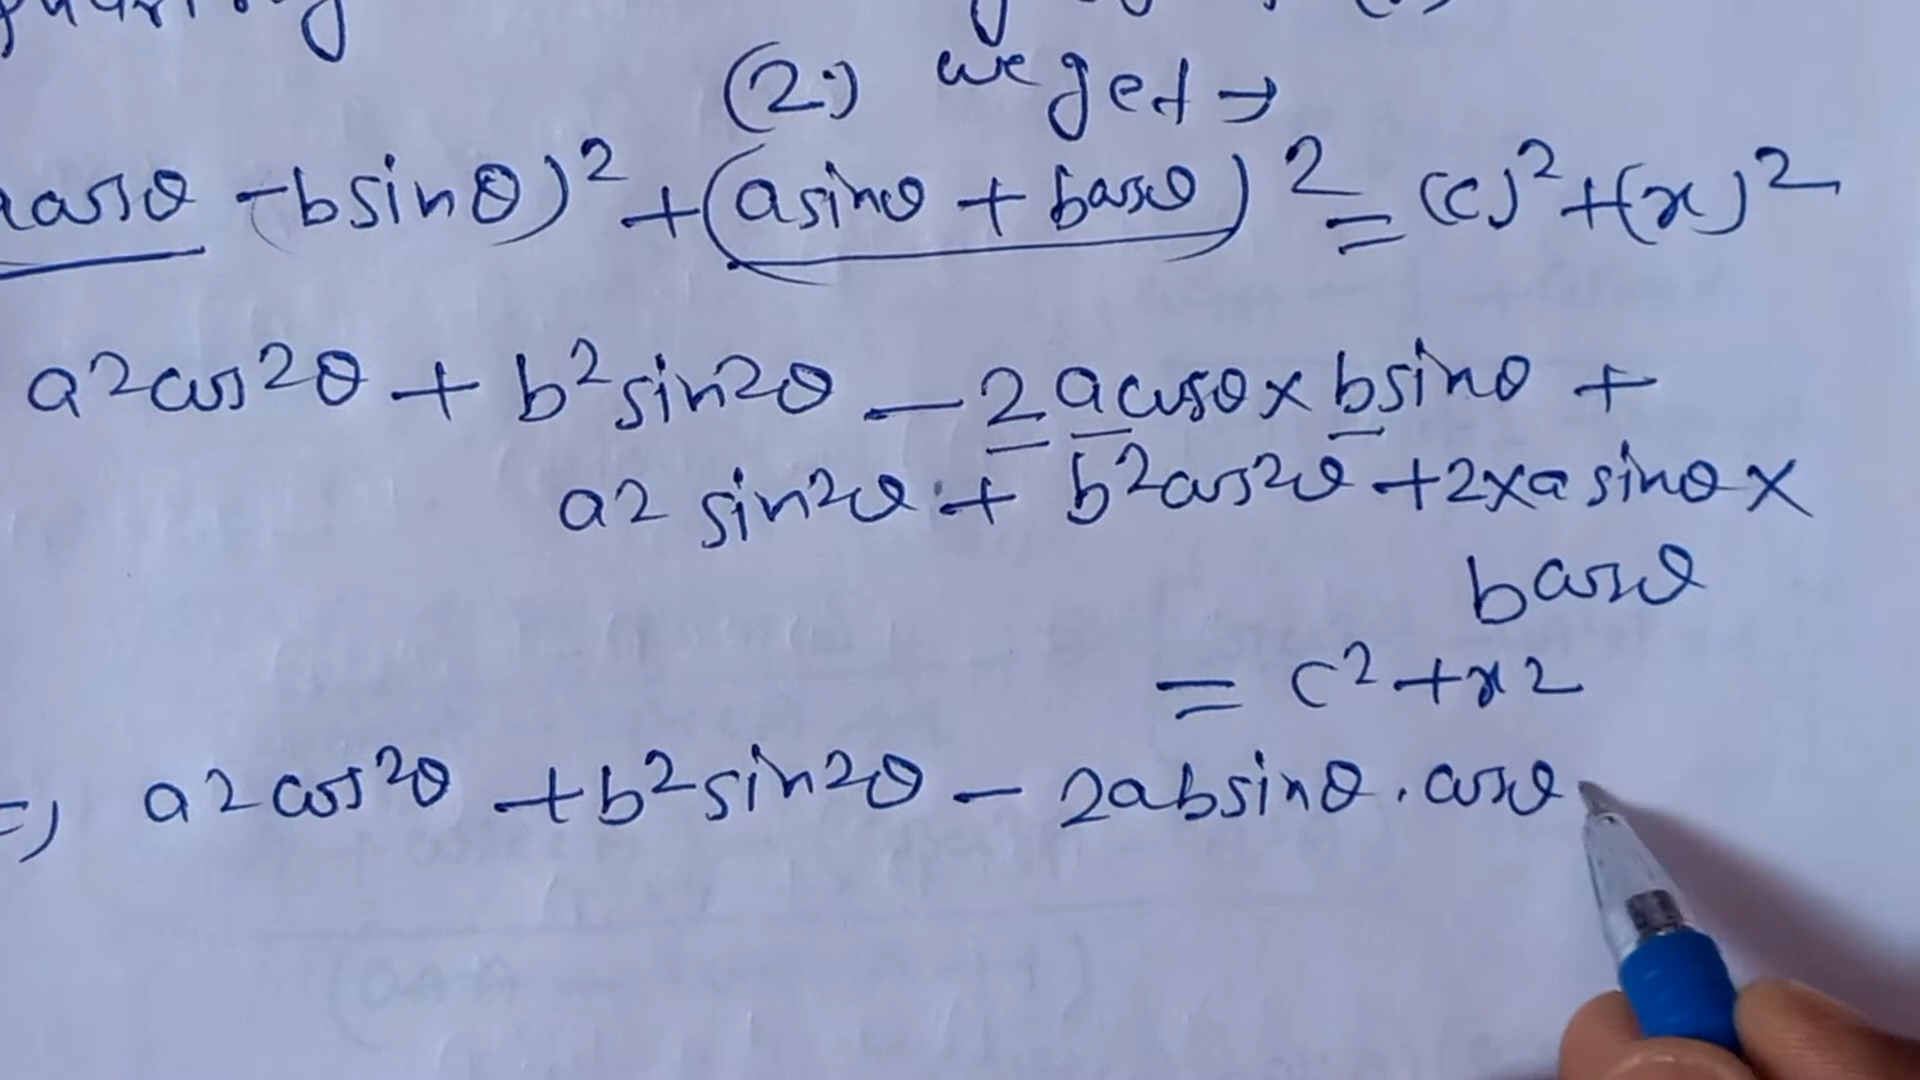 (2.) we get →
acosθ - bsinθ)² + (asinθ + bcosθ)² = (c)² + (x)²
a²cos²θ + b²sin²θ - 2acosθ × bsinθ +
a² sin²θ + b²cos²θ + 2×a sinθ ×
bcosθ
= c² + x²
=) a²cos²θ + b²sin²θ - 2absinθ . cosθ